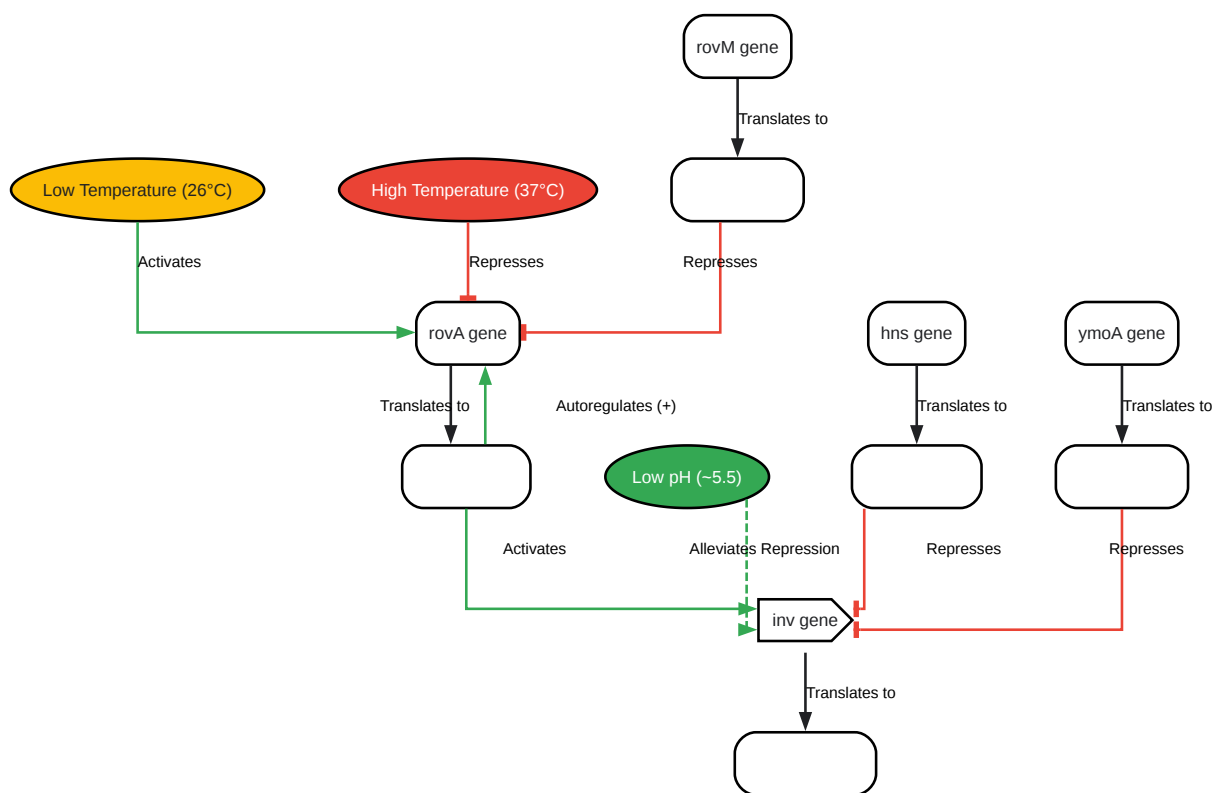 rovM gene
Translates to
Low Temperature (26°C)
High Temperature (37°C)
Activates
Represses
Represses
rovA gene
hns gene
ymoA gene
Translates to
Autoregulates (+)
Translates to
Translates to
Low pH (~5.5)
Activates
Alleviates Repression
Represses
Represses
inv gene
Translates to